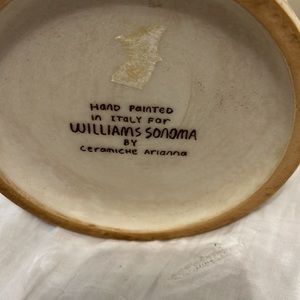 Hand Painted
in Italy for
WILLIAMS SONOMA
BY
Ceramiche Arianna